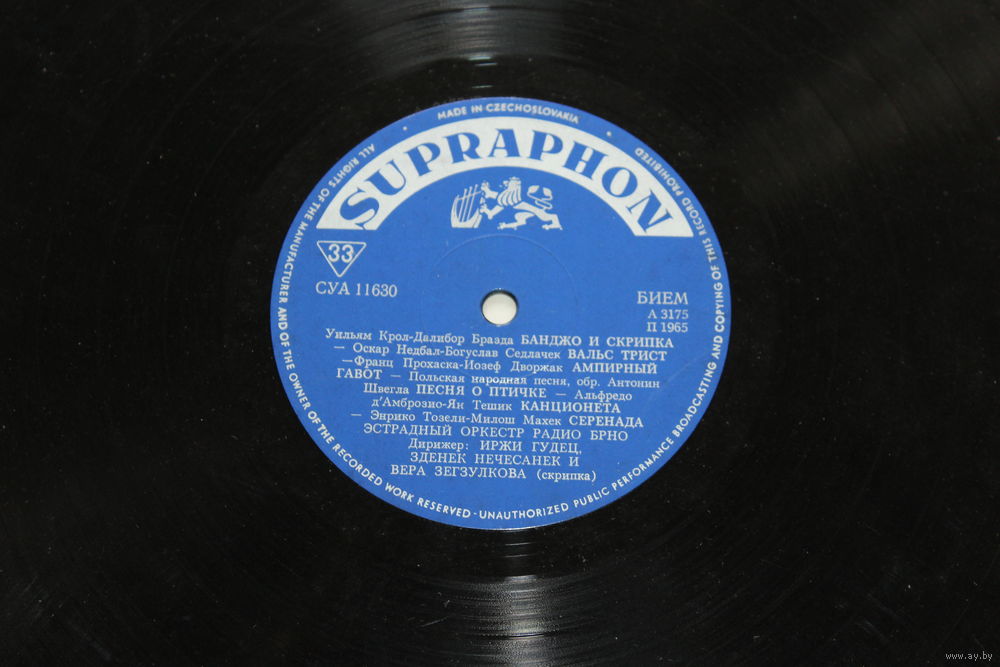 MADE IN CZECHOSLOVAKIA
ALL RIGHTS OF THE MANUFACTURER AND OF THE OWNER OF THE RECORDED WORK RESERVED - UNAUTHORIZED PUBLIC PERFORMANCE BROADCASTING AND COPYING OF THIS RECORD PROHIBITED
SUPRAPHON
33
СУА 11630
БИЕМ
А 3175
П 1965
Уильям Крол-Далибор Бразда БАНДЖО И СКРИПКА
— Оскар Недбал-Богуслав Седлачек ВАЛЬС ТРИСТ
—Франц Прохаска-Иозеф Дворжак АМПИРНЫЙ
ГАВОТ — Польская народная песня, обр. Антонин
Швегла ПЕСНЯ О ПТИЧКЕ — Альфредо
д'Амброзио-Ян Тешик КАНЦИОНЕТА
— Энрико Тозели-Милош Махек СЕРЕНАДА
ЭСТРАДНЫЙ ОРКЕСТР РАДИО БРНО
Дирижер: ИРЖИ ГУДЕЦ,
ЗДЕНЕК НЕЧЕСАНЕК И
ВЕРА ЗЕГЗУЛКОВА (скрипка)
www.ay.by